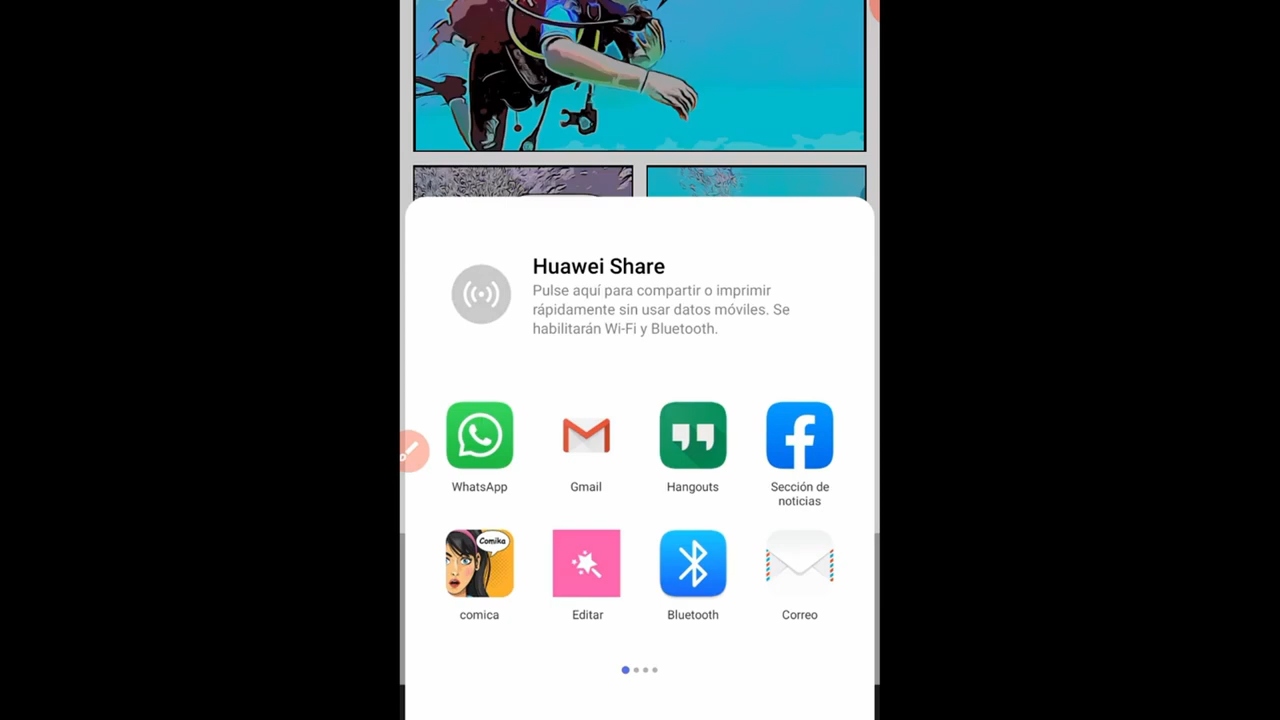 Huawei Share
Pulse aquí para compartir o imprimir
rápidamente sin usar datos móviles. Se
habilitarán Wi-Fi y Bluetooth.
WhatsApp
Gmail
Hangouts
Sección de
noticias
Comika
comica
Editar
Bluetooth
Correo